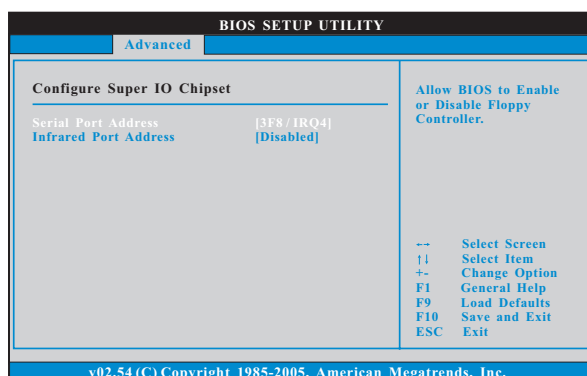 BIOS SETUP UTILITY
Advanced
Configure Super IO Chipset
Serial Port Address [3F8 / IRQ4]
Infrared Port Address [Disabled]
Allow BIOS to Enable
or Disable Floppy
Controller.
←→ Select Screen
↑↓ Select Item
+- Change Option
F1 General Help
F9 Load Defaults
F10 Save and Exit
ESC Exit
v02.54 (C) Copyright 1985-2005, American Megatrends, Inc.